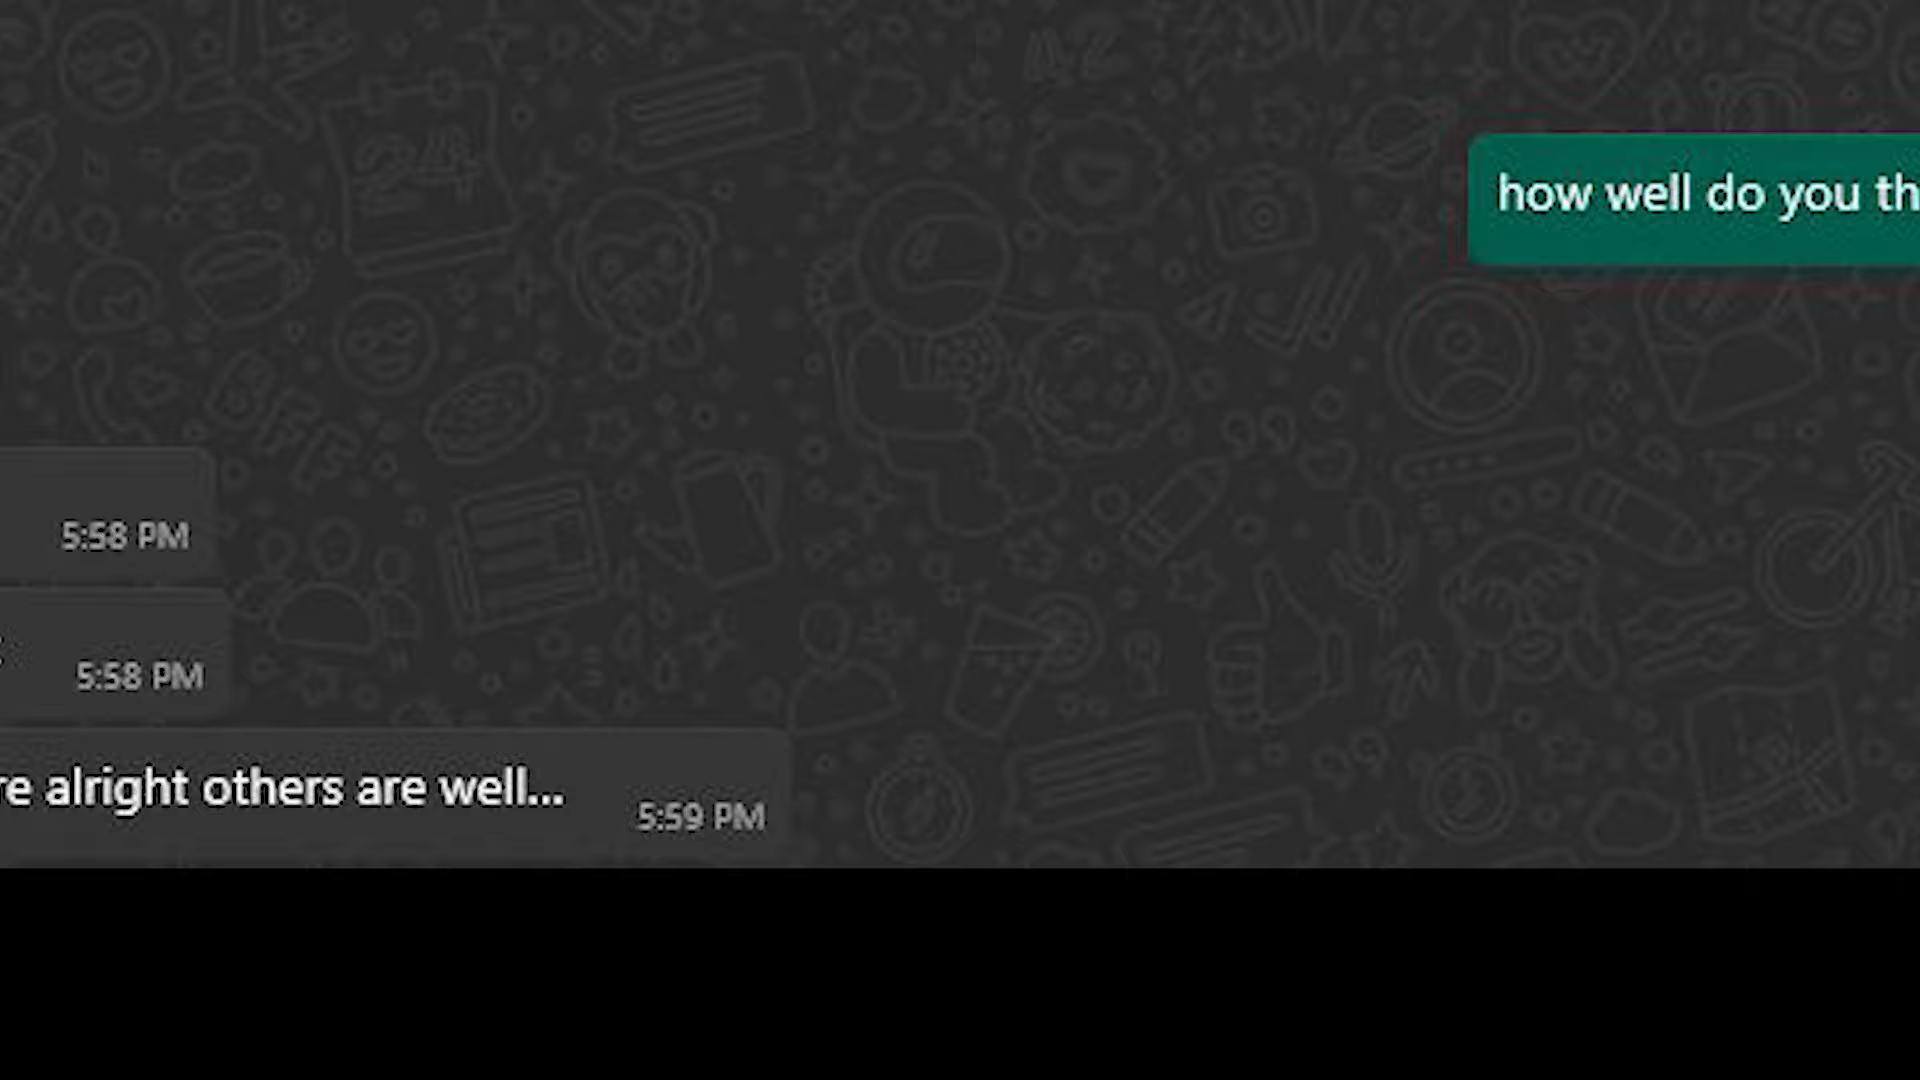 how well do you th
5:58 PM
5:58 PM
re alright others are well...
5:59 PM